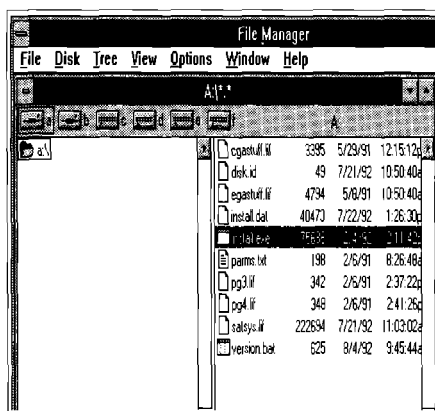 File Manager
File Disk Tree View Options Window Help
A:\*.*
a b c d e f A:
a:\
cgastuff.lif 3395 5/29/91 12:15:12p
disk.id 49 7/21/92 10:50:40a
egastuff.lif 4794 5/8/91 10:50:40a
install.dat 40473 7/22/92 1:26:30p
install.exe
parms.txt 198 2/6/91 8:26:48a
pg3.lif 342 2/6/91 2:37:22p
pg4.lif 348 2/6/91 2:41:26p
salsys.lif 222694 7/21/92 11:03:02a
version.bat 625 8/4/92 9:45:44a